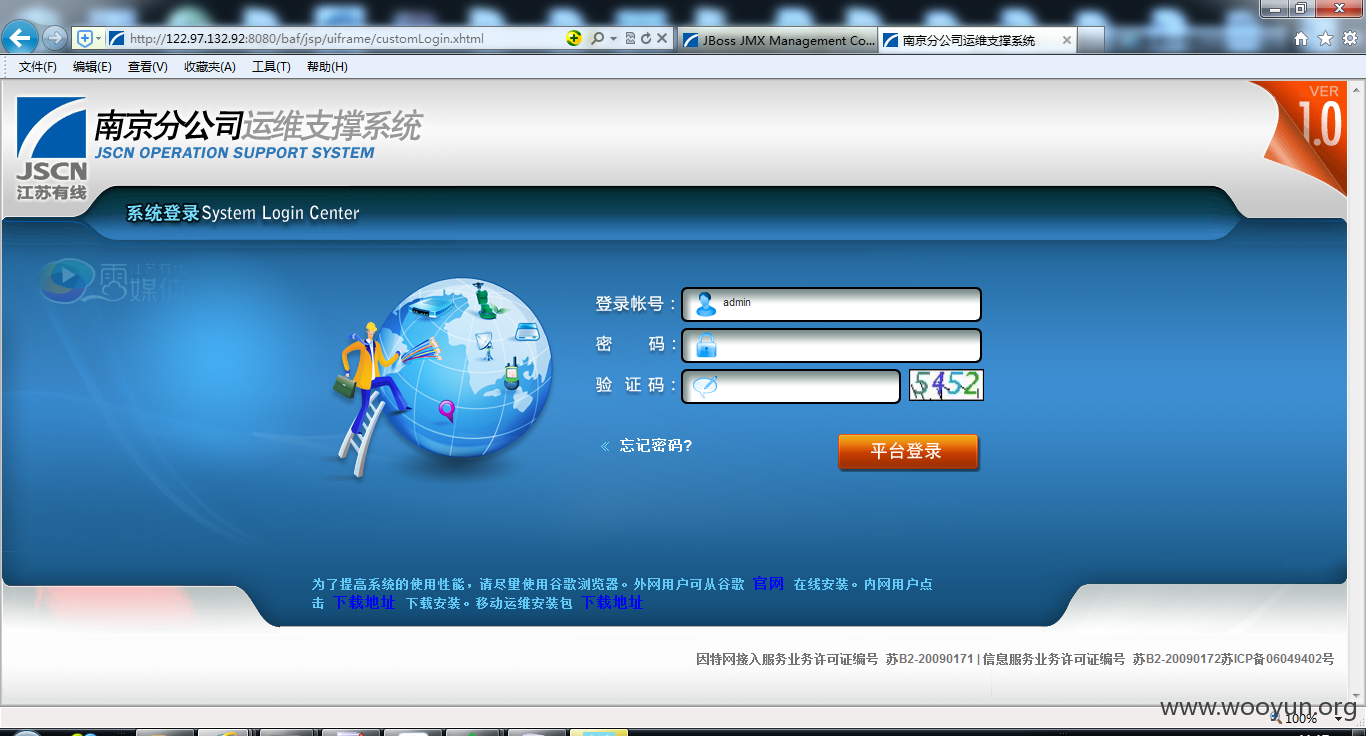 http://122.97.132.92:8080/baf/jsp/uiframe/customLogin.xhtml
JBoss JMX Management Co...
南京分公司运维支撑系统
文件(F) 编辑(E) 查看(V) 收藏夹(A) 工具(T) 帮助(H)
VER
1.0
南京分公司运维支撑系统
JSCN OPERATION SUPPORT SYSTEM
JSCN
江苏有线
系统登录System Login Center
登录帐号: admin
密 码:
验 证 码: 5452
« 忘记密码?
平台登录
为了提高系统的使用性能，请尽量使用谷歌浏览器。外网用户可从谷歌 官网 在线安装。内网用户点
击 下载地址 下载安装。移动运维安装包 下载地址
因特网接入服务业务许可证编号 苏B2-20090171 | 信息服务业务许可证编号 苏B2-20090172苏ICP备06049402号
www.wooyun.org
100%